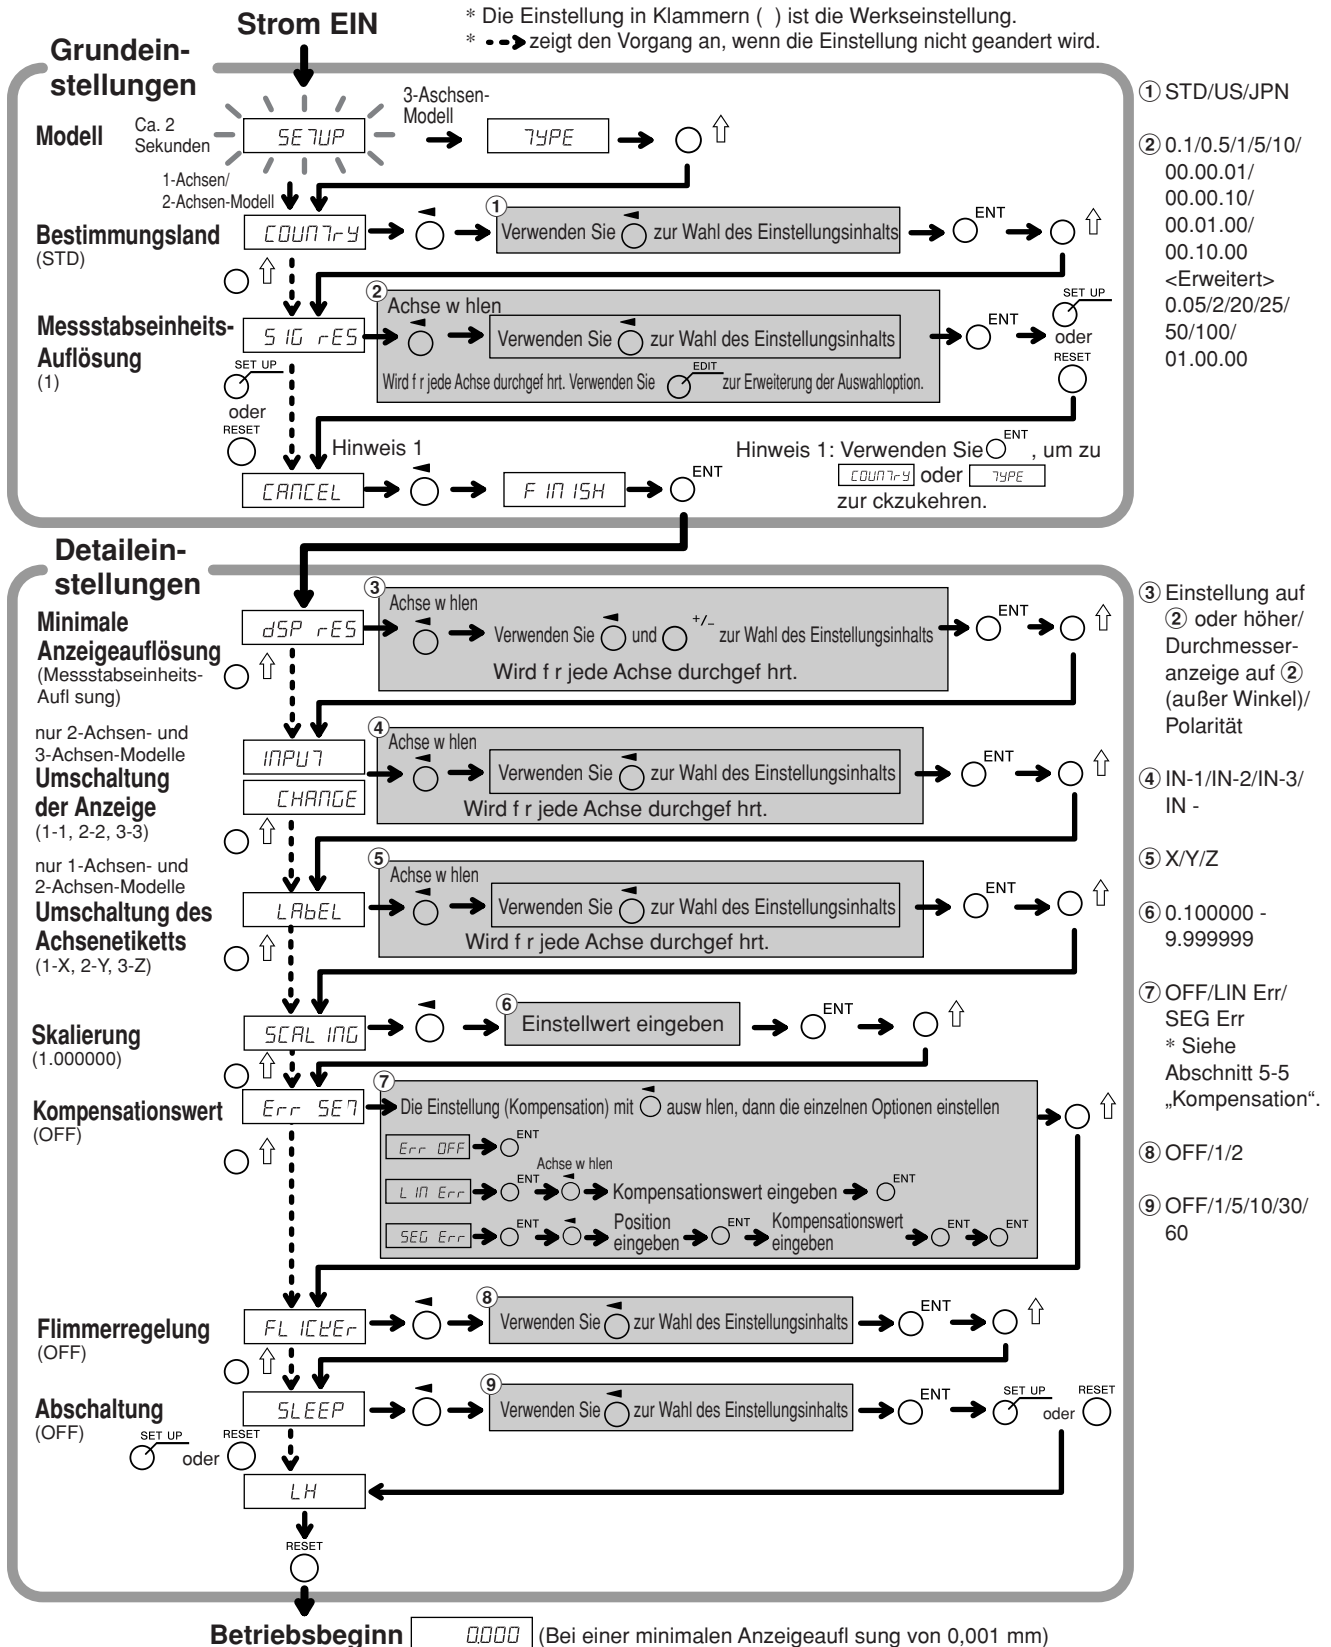 Strom EIN
* Die Einstellung in Klammern ( ) ist die Werkseinstellung.
* zeigt den Vorgang an, wenn die Einstellung nicht geandert wird.
Grundein-
stellungen
Modell
Ca. 2
Sekunden
SETUP
3-Aschsen-
Modell
TYPE
1-Achsen/
2-Achsen-Modell
Bestimmungsland
(STD)
COUNTrY
1
Verwenden Sie zur Wahl des Einstellungsinhalts
ENT
Messstabseinheits-
Auflösung
(1)
SET UP
oder
RESET
SIG rES
2
Achse w hlen
Verwenden Sie zur Wahl des Einstellungsinhalts
Wird f r jede Achse durchgef hrt. Verwenden Sie EDIT zur Erweiterung der Auswahloption.
ENT
SET UP
oder
RESET
Hinweis 1
CANCEL
FINISH
ENT
Hinweis 1: Verwenden Sie ENT , um zu
COUNTrY oder TYPE
zur ckzukehren.
1 STD/US/JPN
2 0.1/0.5/1/5/10/
00.00.01/
00.00.10/
00.01.00/
00.10.00
<Erweitert>
0.05/2/20/25/
50/100/
01.00.00
Detailein-
stellungen
Minimale
Anzeigeauflösung
(Messstabseinheits-
Aufl sung)
dSP rES
3
Achse w hlen
Verwenden Sie und +/- zur Wahl des Einstellungsinhalts
Wird f r jede Achse durchgef hrt.
ENT
nur 2-Achsen- und
3-Achsen-Modelle
Umschaltung
der Anzeige
(1-1, 2-2, 3-3)
INPUT
CHANGE
4
Achse w hlen
Verwenden Sie zur Wahl des Einstellungsinhalts
Wird f r jede Achse durchgef hrt.
ENT
nur 1-Achsen- und
2-Achsen-Modelle
Umschaltung des
Achsenetiketts
(1-X, 2-Y, 3-Z)
LAbEL
5
Achse w hlen
Verwenden Sie zur Wahl des Einstellungsinhalts
Wird f r jede Achse durchgef hrt.
ENT
Skalierung
(1.000000)
SCALING
6
Einstellwert eingeben
ENT
Kompensationswert
(OFF)
Err SET
7
Die Einstellung (Kompensation) mit ausw hlen, dann die einzelnen Optionen einstellen
Err OFF ENT
Achse w hlen
LIN Err ENT Kompensationswert eingeben ENT
SEG Err ENT Position
eingeben ENT Kompensationswert
eingeben ENT ENT
Flimmerregelung
(OFF)
FLICKEr
8
Verwenden Sie zur Wahl des Einstellungsinhalts
ENT
Abschaltung
(OFF)
SET UP oder RESET
SLEEP
9
Verwenden Sie zur Wahl des Einstellungsinhalts
ENT
SET UP oder RESET
LH
RESET
3 Einstellung auf
2 oder höher/
Durchmesser-
anzeige auf 2
(außer Winkel)/
Polarität
4 IN-1/IN-2/IN-3/
IN -
5 X/Y/Z
6 0.100000 -
9.999999
7 OFF/LIN Err/
SEG Err
* Siehe
Abschnitt 5-5
„Kompensation“.
8 OFF/1/2
9 OFF/1/5/10/30/
60
Betriebsbeginn 0.000 (Bei einer minimalen Anzeigeaufl sung von 0,001 mm)